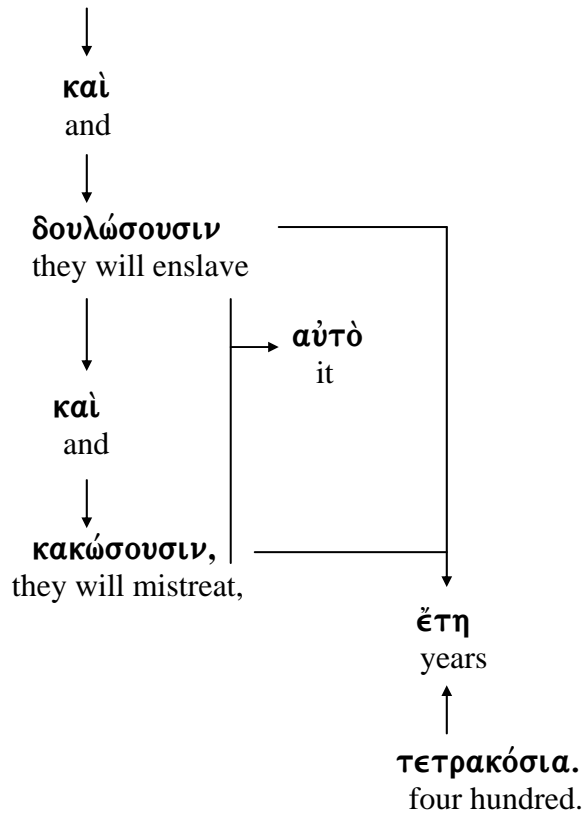 καὶ
and
δουλώσουσιν
they will enslave
αὐτὸ
it
καὶ
and
κακώσουσιν,
they will mistreat,
ἔτη
years
τετρακόσια.
four hundred.